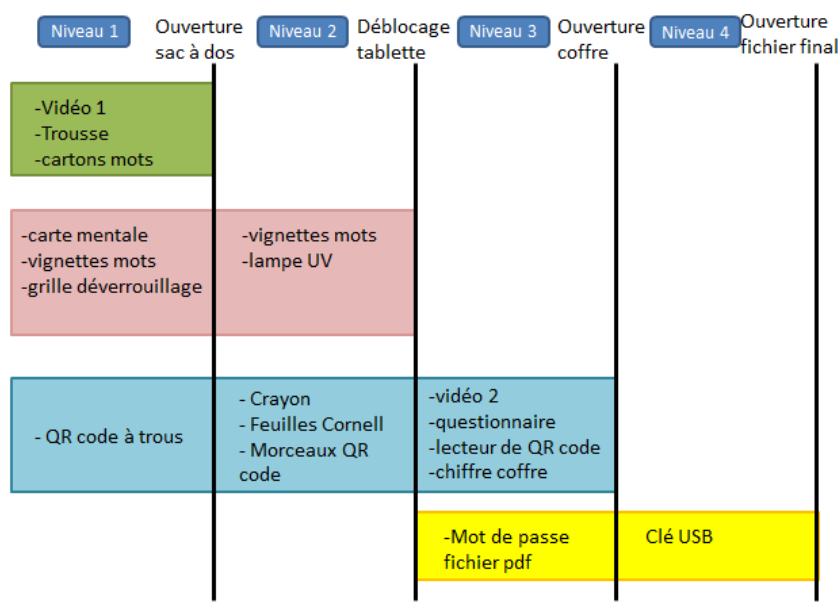 Niveau 1
Ouverture
sac à dos
Niveau 2
Déblocage
tablette
Niveau 3
Ouverture
coffre
Niveau 4
Ouverture
fichier final
-Vidéo 1
-Trousse
-cartons mots
-carte mentale
-vignettes mots
-grille déverrouillage
-vignettes mots
-lampe UV
- QR code à trous
- Crayon
- Feuilles Cornell
- Morceaux QR
code
-vidéo 2
-questionnaire
-lecteur de QR code
-chiffre coffre
-Mot de passe
fichier pdf
Clé USB